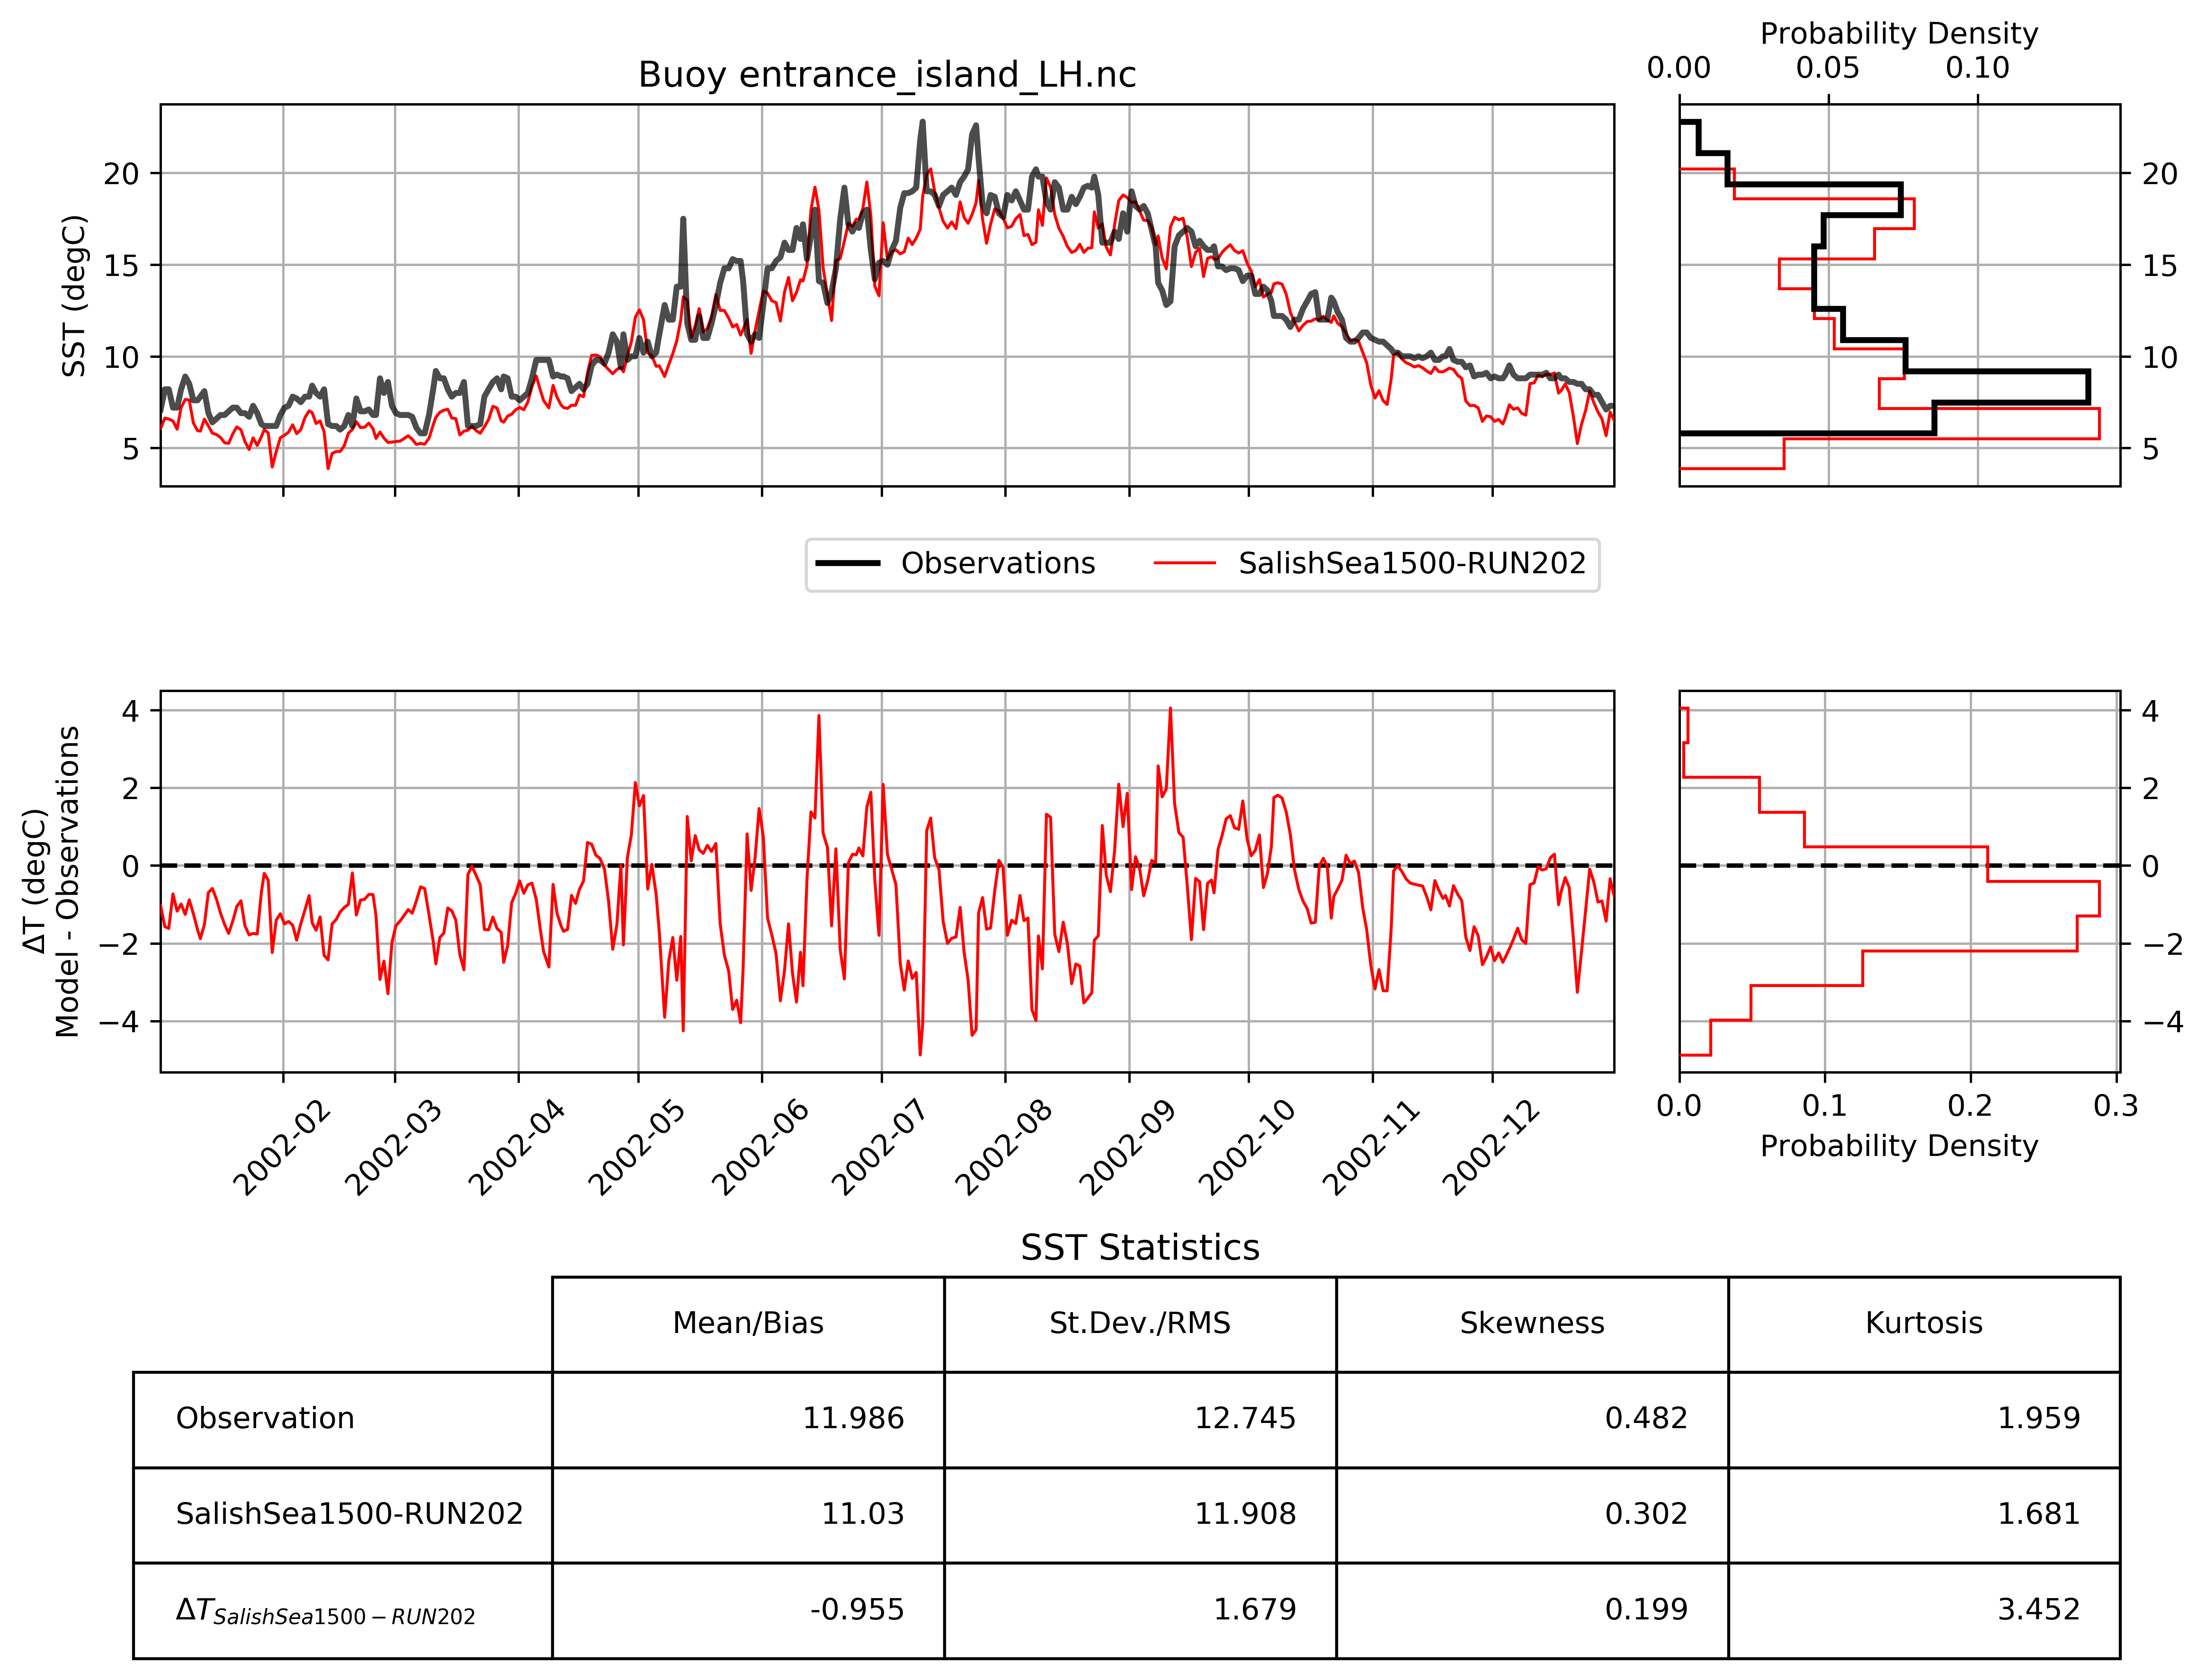 Probability Density
0.00 0.05 0.10
Buoy entrance_island_LH.nc
SST (degC)
20
15
10
5
20
15
10
5
Observations SalishSea1500-RUN202
ΔT (degC)
Model - Observations
4
2
0
−2
−4
4
2
0
−2
−4
2002-02 2002-03 2002-04 2002-05 2002-06 2002-07 2002-08 2002-09 2002-10 2002-11 2002-12
0.0 0.1 0.2 0.3
Probability Density
SST Statistics
Mean/Bias St.Dev./RMS Skewness Kurtosis
Observation 11.986 12.745 0.482 1.959
SalishSea1500-RUN202 11.03 11.908 0.302 1.681
ΔT SalishSea1500−RUN202 -0.955 1.679 0.199 3.452